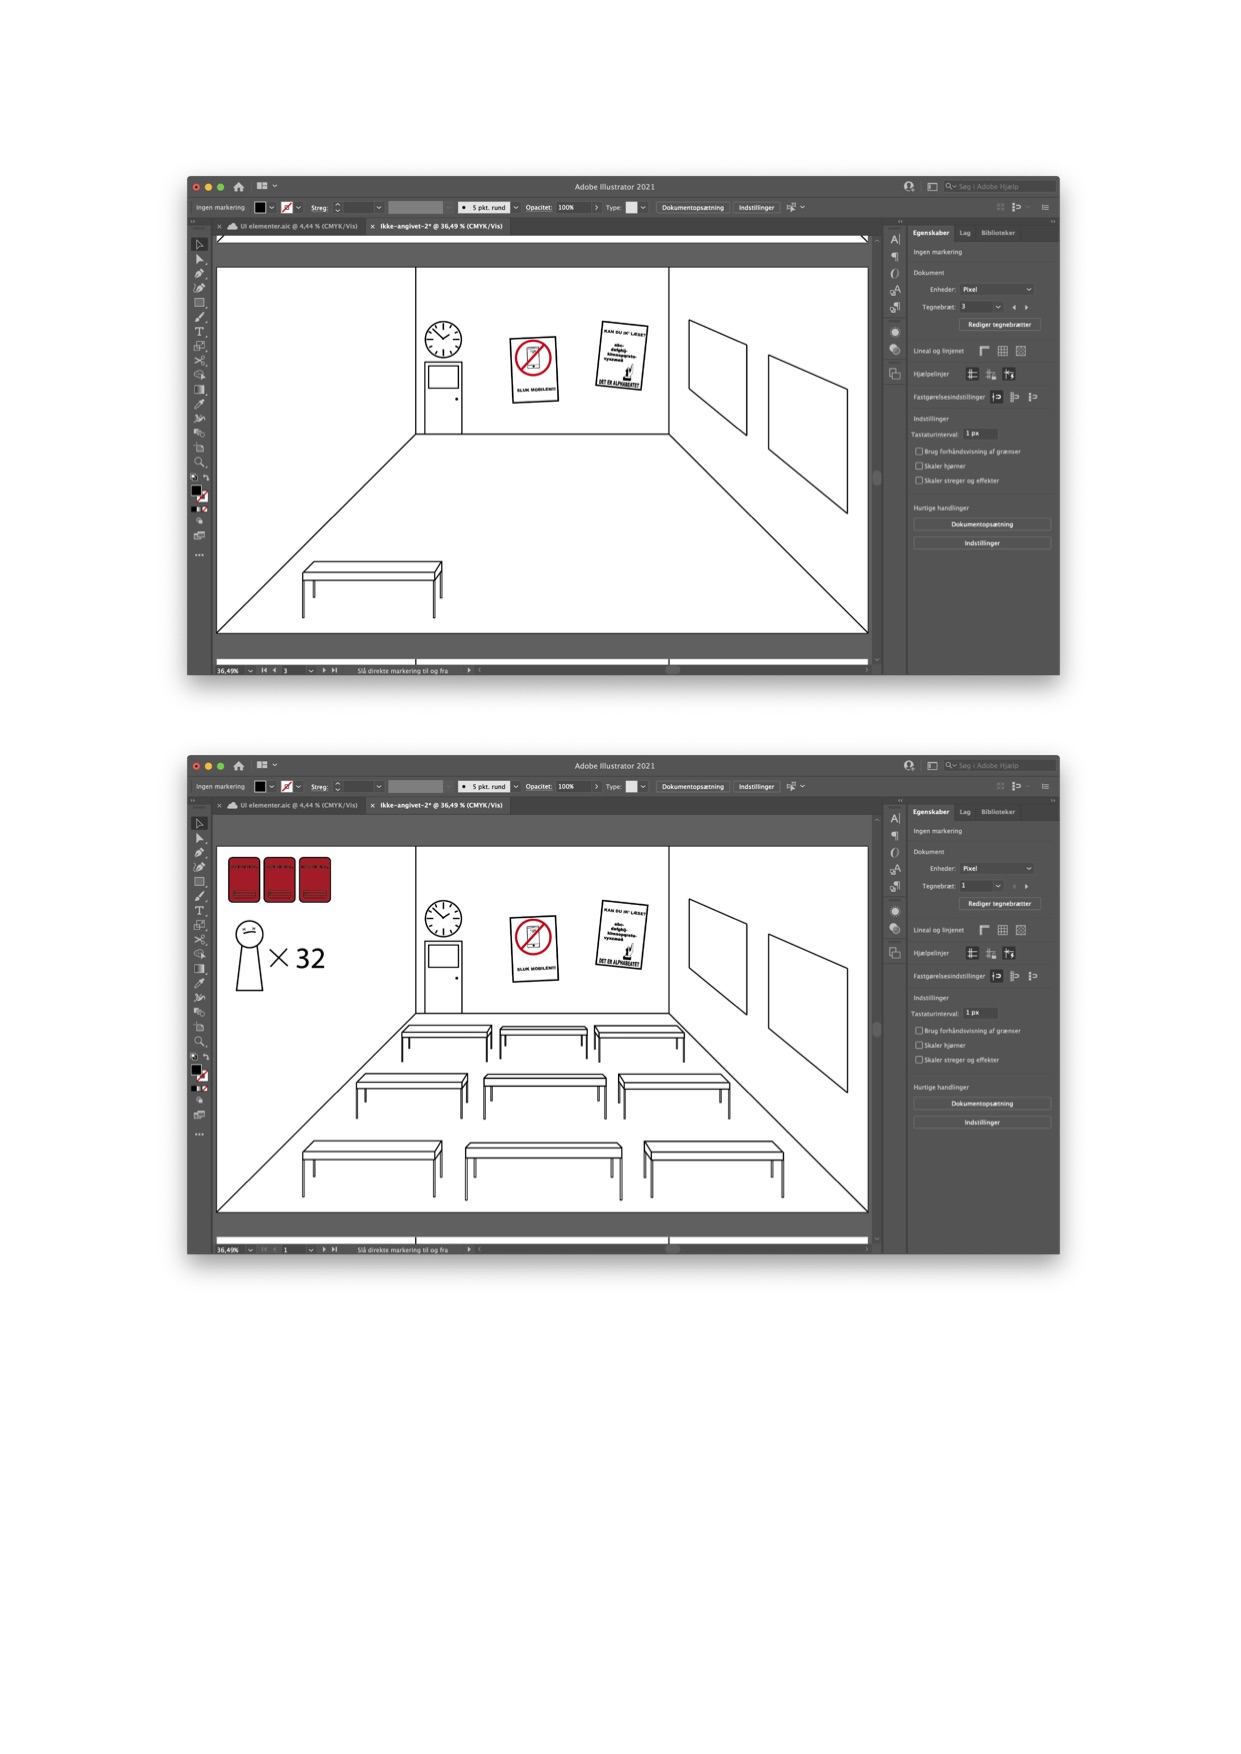 Adobe Illustrator 2021
Søg i Adobe Hjælp
Ingen markering Streg: 5 pkt. rund Opacitet: 100% Type: Dokumentopsætning Indstillinger
UI elementer.aic @ 4,44 % (CMYK/Vis) Ikke-angivet-2* @ 36,49 % (CMYK/Vis)
Egenskaber Lag Biblioteker
Ingen markering
Dokument
Enheder: Pixel
Tegnebræt: 3
Rediger tegnebrætter
Lineal og linjenet
Hjælpelinjer
Fastgørelsesindstillinger
Indstillinger
Tastaturinterval: 1 px
Brug forhåndsvisning af grænser
Skaler hjørner
Skaler streger og effekter
Hurtige handlinger
Dokumentopsætning
Indstillinger
SLUK MOBILEN!!!
KAN DU IK' LÆSE?
DET ER ALPHABEATET
36,49% 3 Slå direkte markering til og fra
Adobe Illustrator 2021
Søg i Adobe Hjælp
Ingen markering Streg: 5 pkt. rund Opacitet: 100% Type: Dokumentopsætning Indstillinger
UI elementer.aic @ 4,44 % (CMYK/Vis) Ikke-angivet-2* @ 36,49 % (CMYK/Vis)
Egenskaber Lag Biblioteker
Ingen markering
Dokument
Enheder: Pixel
Tegnebræt: 1
Rediger tegnebrætter
Lineal og linjenet
Hjælpelinjer
Fastgørelsesindstillinger
Indstillinger
Tastaturinterval: 1 px
Brug forhåndsvisning af grænser
Skaler hjørner
Skaler streger og effekter
Hurtige handlinger
Dokumentopsætning
Indstillinger
× 32
SLUK MOBILEN!!!
KAN DU IK' LÆSE?
DET ER ALPHABEATET
36,49% 1 Slå direkte markering til og fra